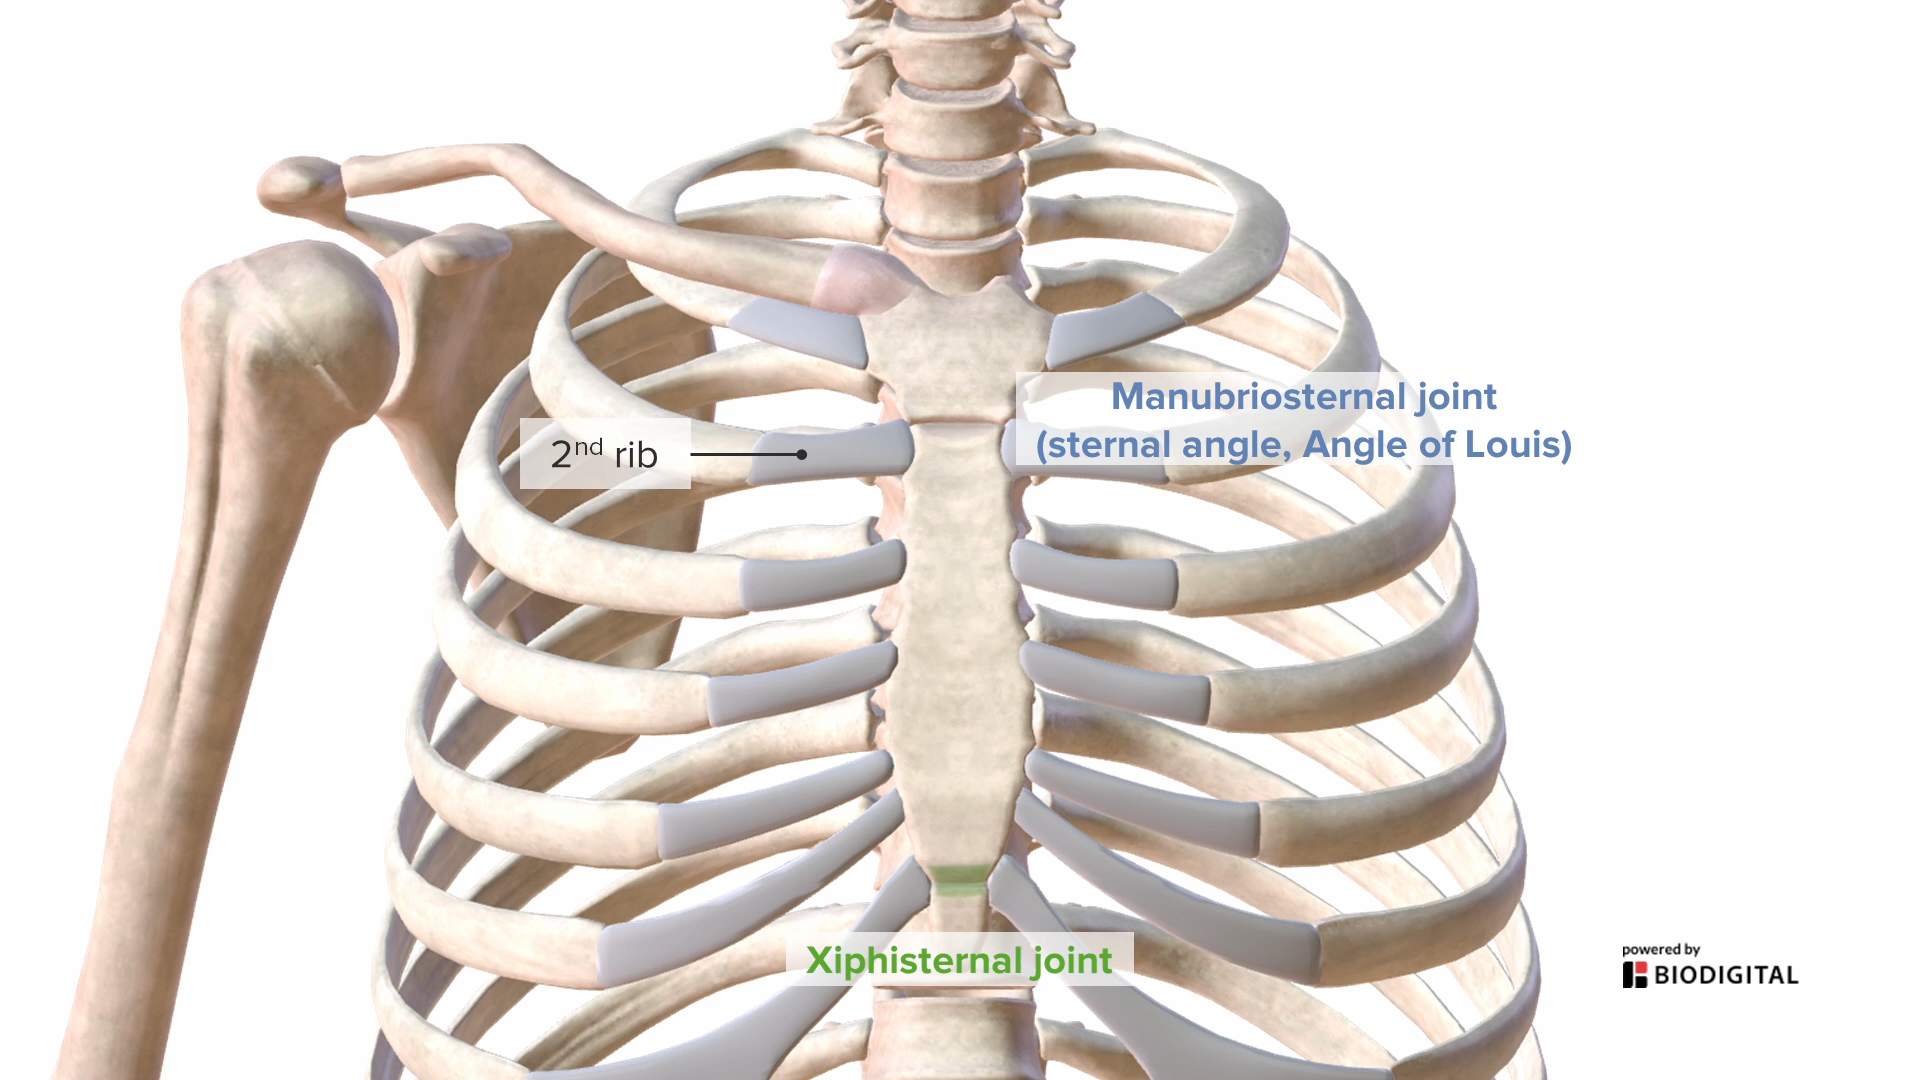 Manubriosternal joint
(sternal angle, Angle of Louis)
2nd rib
Xiphisternal joint
powered by
BIODIGITAL